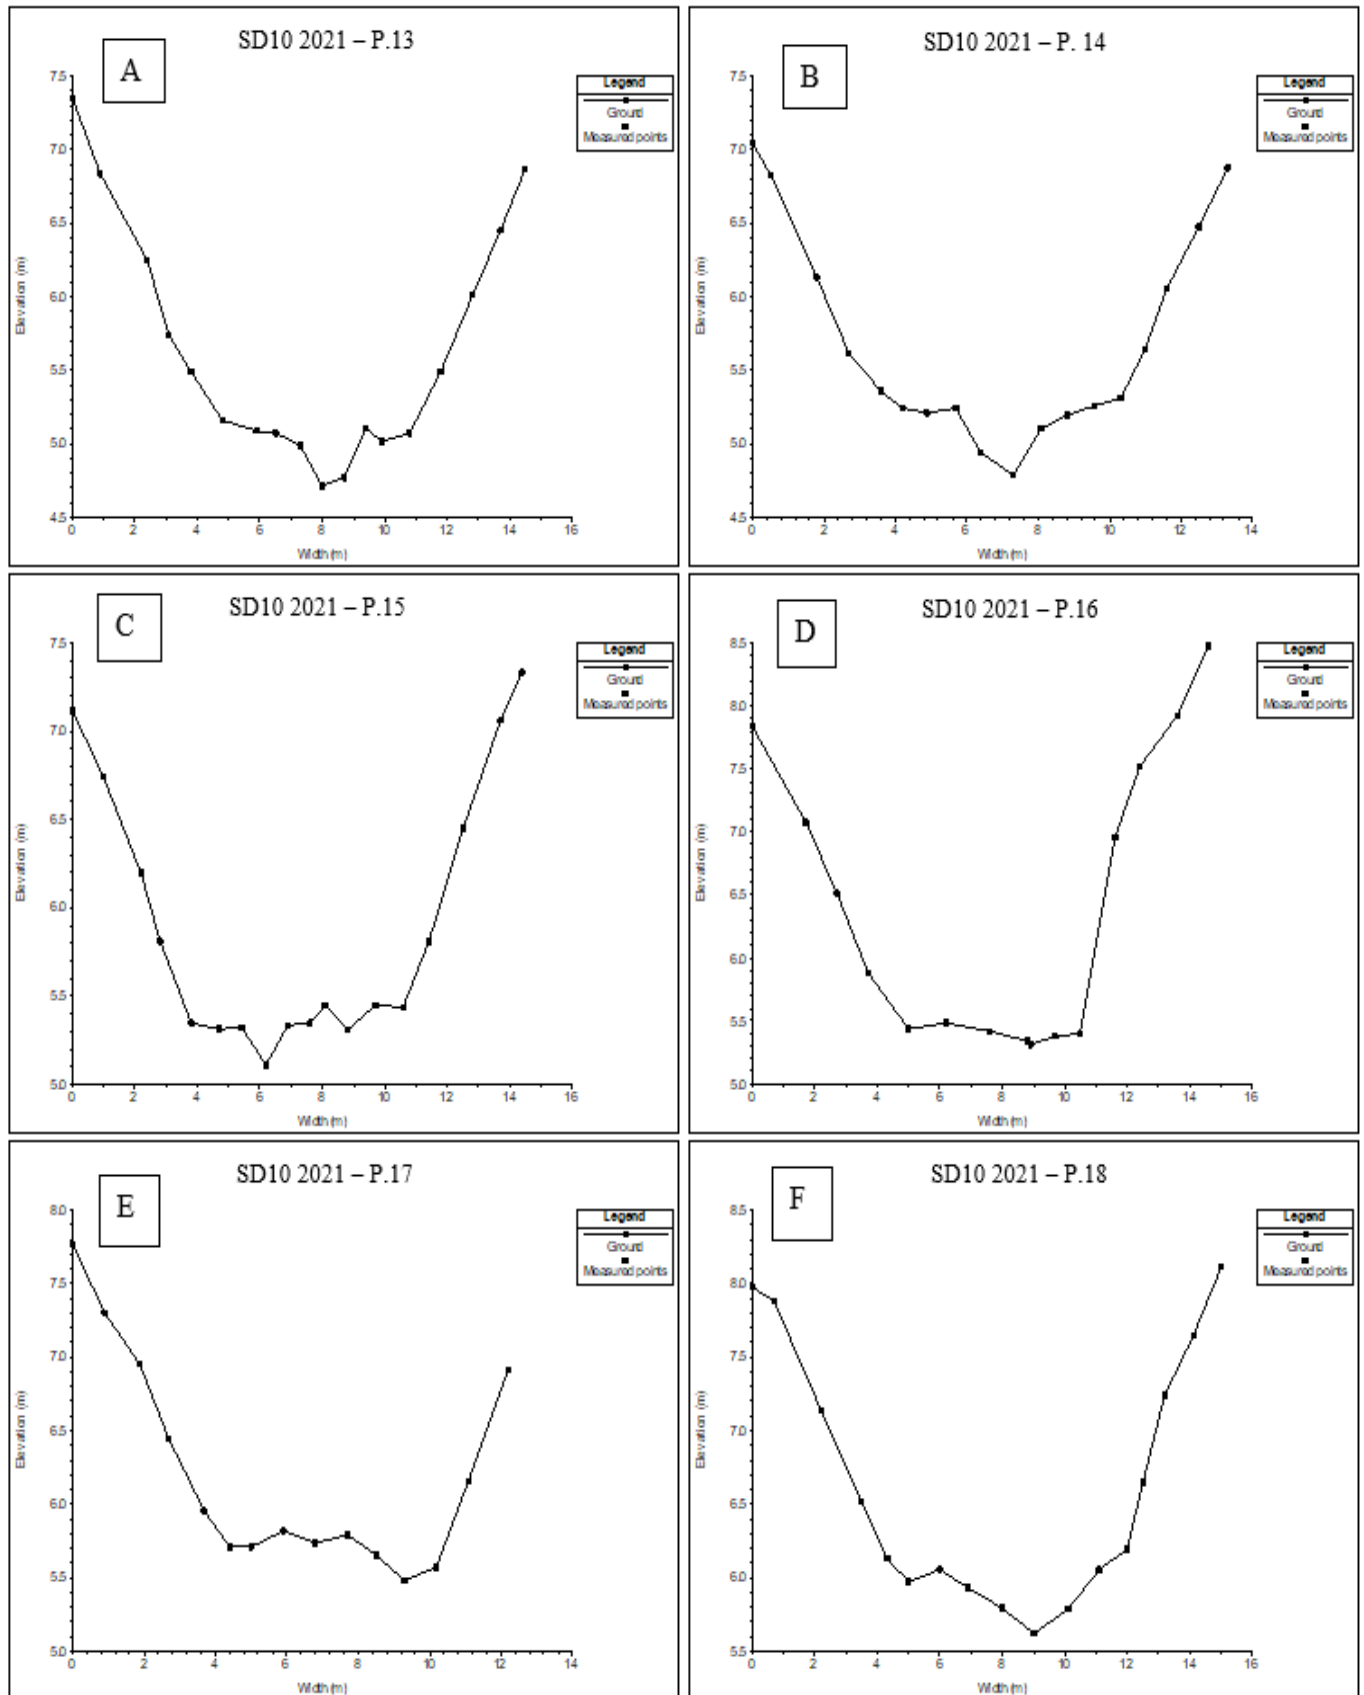 SD10 2021 – P.13
A
Legend
Ground
Measured points
7.5
7.0
6.5
6.0
5.5
5.0
4.5
Elevation (m)
0 2 4 6 8 10 12 14 16
Width (m)
SD10 2021 – P. 14
B
Legend
Ground
Measured points
7.5
7.0
6.5
6.0
5.5
5.0
4.5
Elevation (m)
0 2 4 6 8 10 12 14
Width (m)
SD10 2021 – P.15
C
Legend
Ground
Measured points
7.5
7.0
6.5
6.0
5.5
5.0
Elevation (m)
0 2 4 6 8 10 12 14 16
Width (m)
SD10 2021 – P.16
D
Legend
Ground
Measured points
8.5
8.0
7.5
7.0
6.5
6.0
5.5
5.0
Elevation (m)
0 2 4 6 8 10 12 14 16
Width (m)
SD10 2021 – P.17
E
Legend
Ground
Measured points
8.0
7.5
7.0
6.5
6.0
5.5
5.0
Elevation (m)
0 2 4 6 8 10 12 14
Width (m)
SD10 2021 – P.18
F
Legend
Ground
Measured points
8.5
8.0
7.5
7.0
6.5
6.0
5.5
Elevation (m)
0 2 4 6 8 10 12 14 16
Width (m)